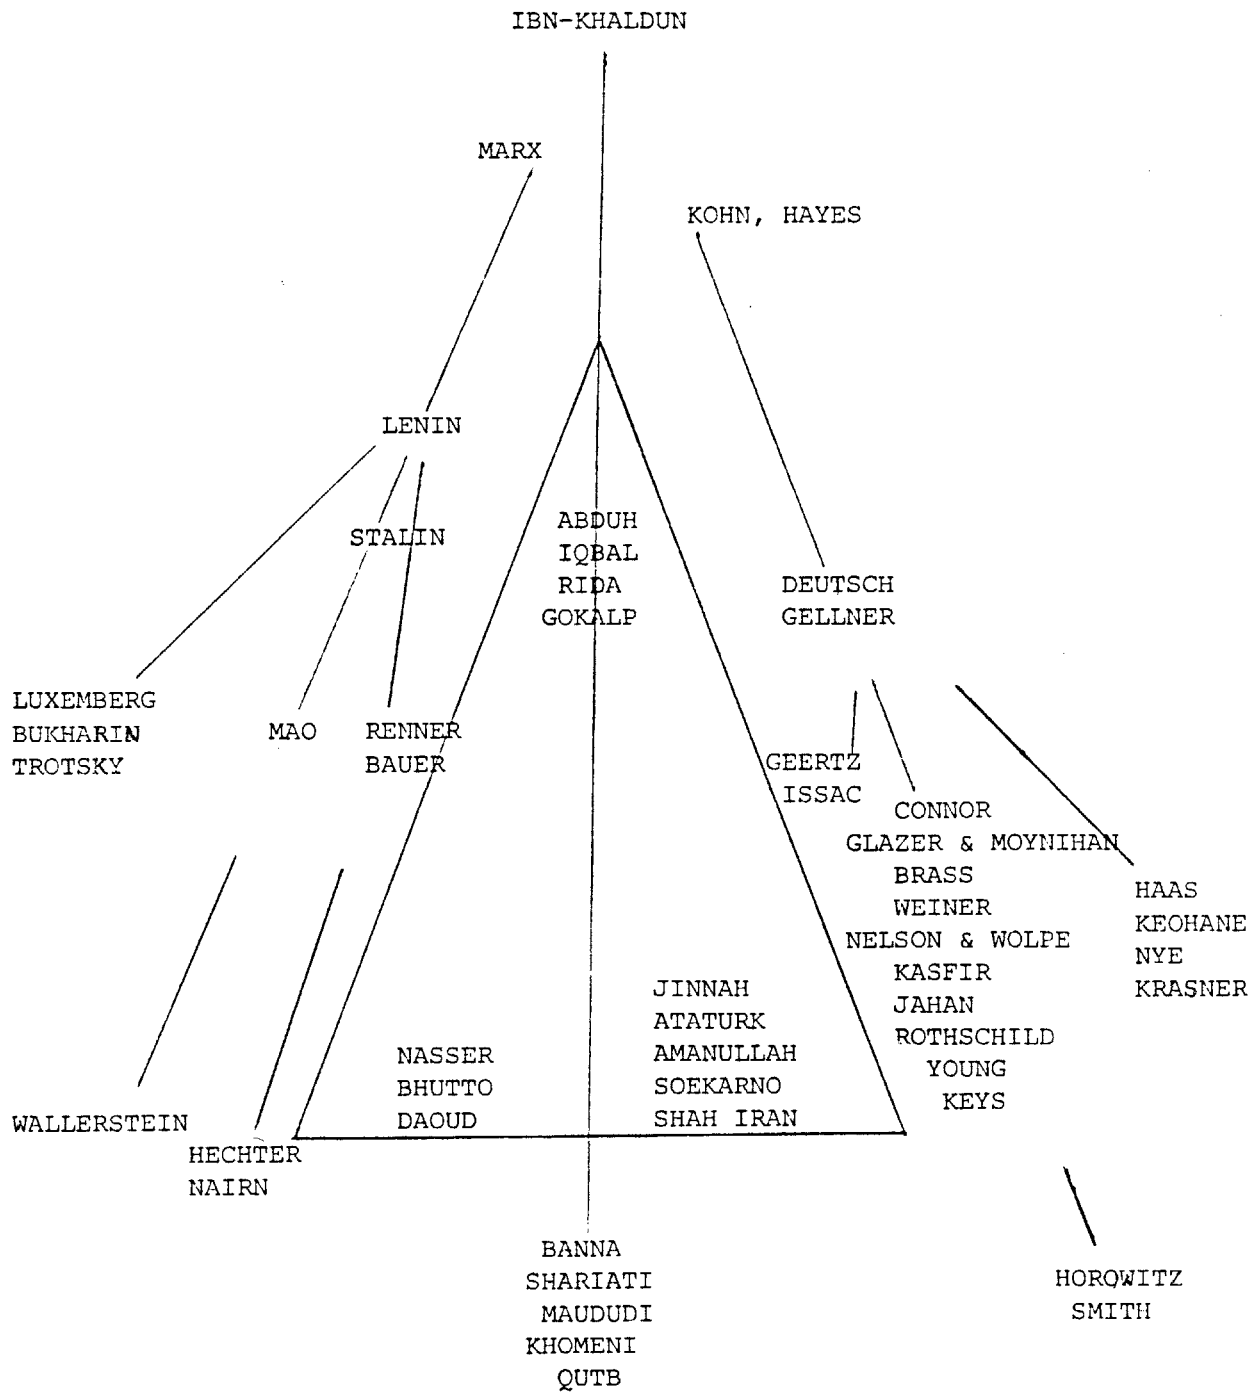 IBN-KHALDUN
MARX
KOHN, HAYES
LENIN
STALIN
ABDUH
IQBAL
RIDA
GOKALP
DEUTSCH
GELLNER
LUXEMBERG
BUKHARIN
TROTSKY
MAO
RENNER
BAUER
GEERTZ
ISSAC
CONNOR
GLAZER & MOYNIHAN
BRASS
WEINER
NELSON & WOLPE
KASFIR
JAHAN
ROTHSCHILD
YOUNG
KEYS
HAAS
KEOHANE
NYE
KRASNER
JINNAH
ATATURK
AMANULLAH
SOEKARNO
SHAH IRAN
NASSER
BHUTTO
DAOUD
WALLERSTEIN
HECHTER
NAIRN
BANNA
SHARIATI
MAUDUDI
KHOMENI
QUTB
HOROWITZ
SMITH